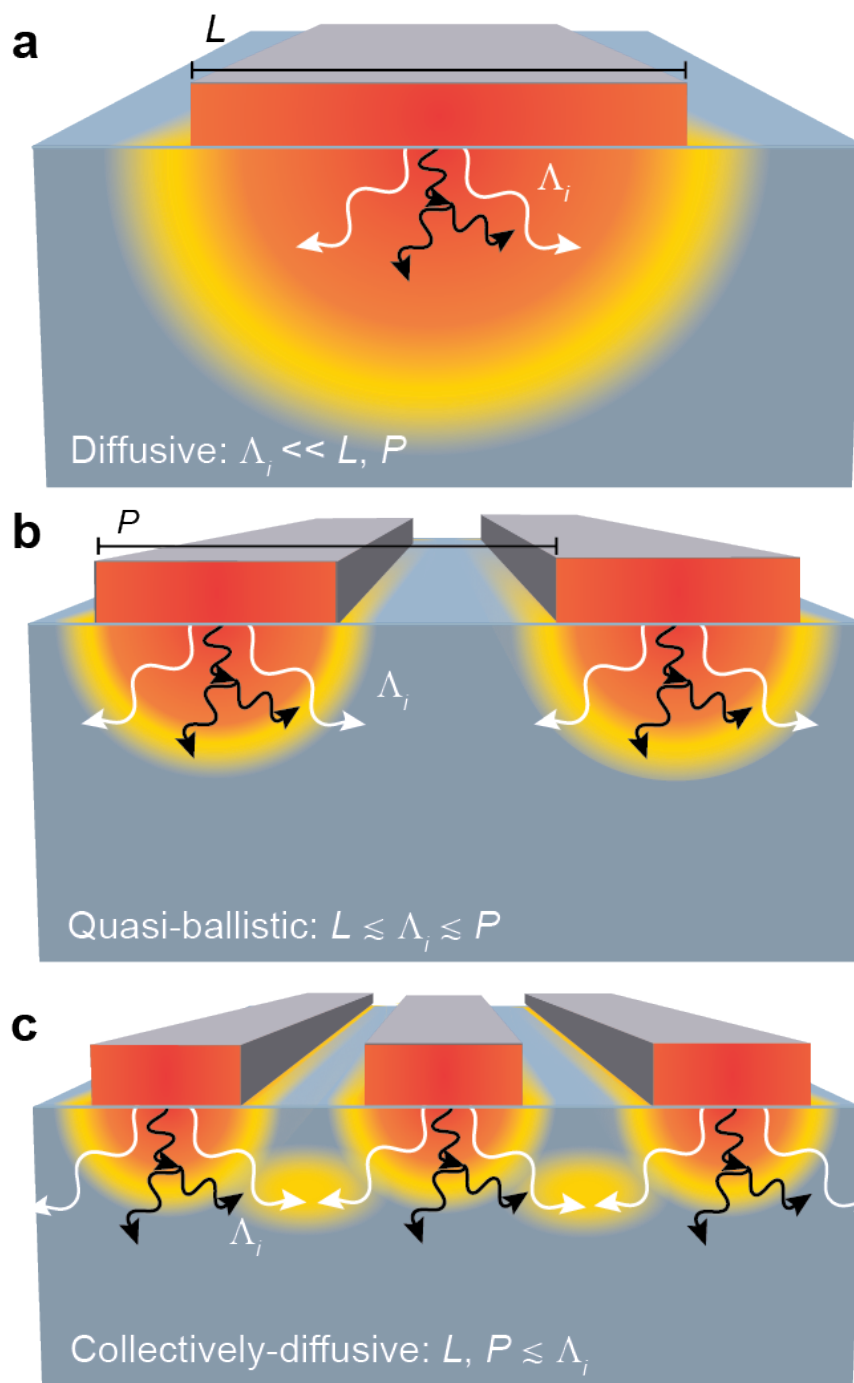 a
L
Λi
Diffusive: Λi << L, P
b
P
Λi
Quasi-ballistic: L ≲ Λi ≲ P
c
Λi
Collectively-diffusive: L, P ≲ Λi